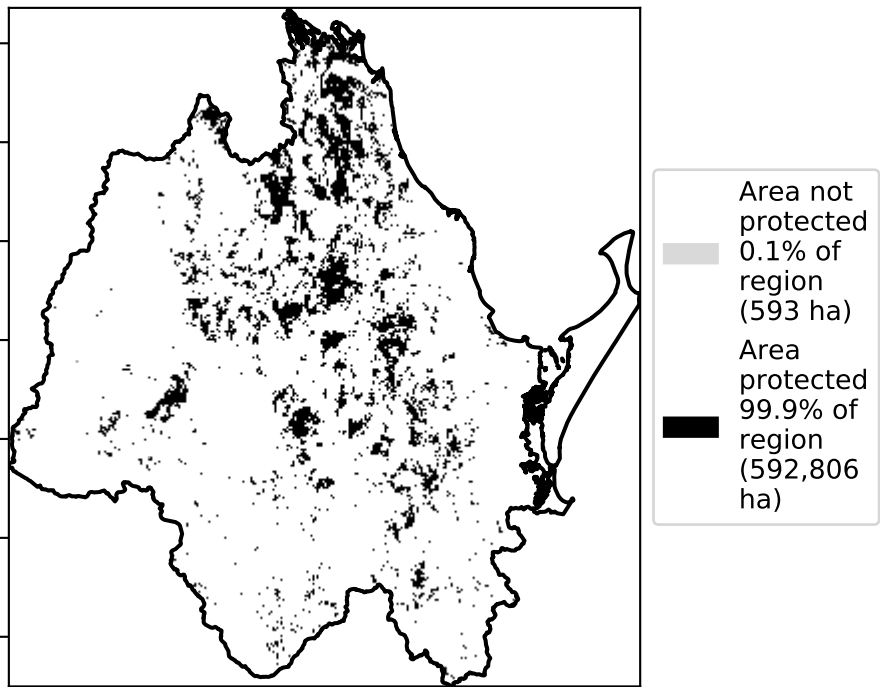 Area not
protected
0.1% of
region
(593 ha)
Area
protected
99.9% of
region
(592,806
ha)